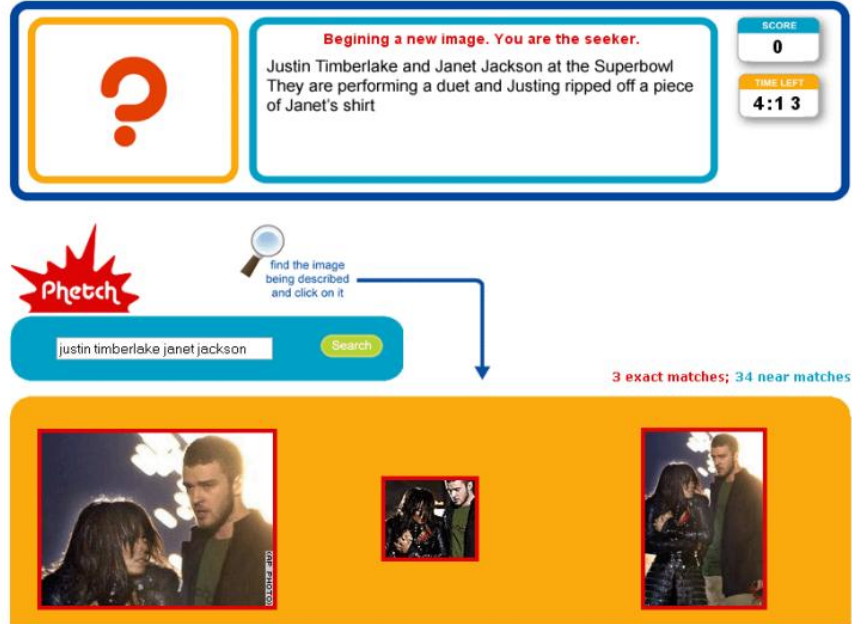 Begining a new image. You are the seeker.
Justin Timberlake and Janet Jackson at the Superbowl
They are performing a duet and Justing ripped off a piece
of Janet's shirt
SCORE
0
TIME LEFT
4:13
Phetch
find the image
being described
and click on it
justin timberlake janet jackson
Search
3 exact matches; 34 near matches
(AP PHOTO)